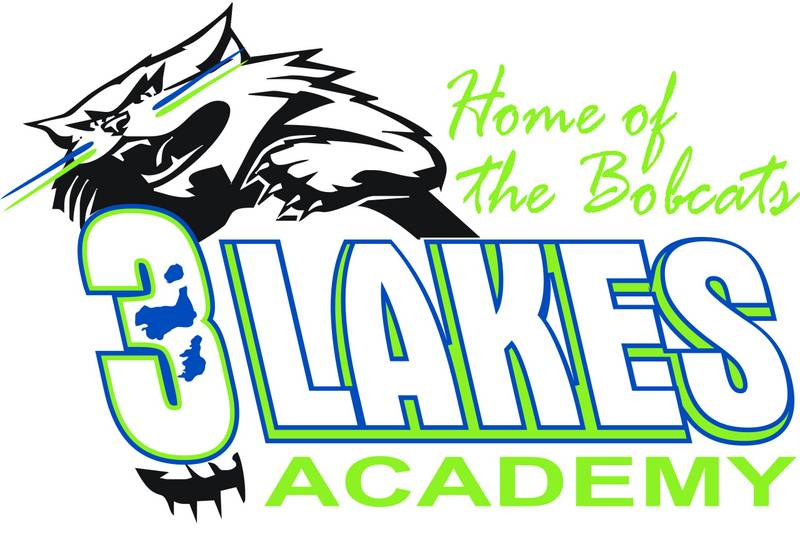 Home of
the Bobcats
3 LAKES
ACADEMY